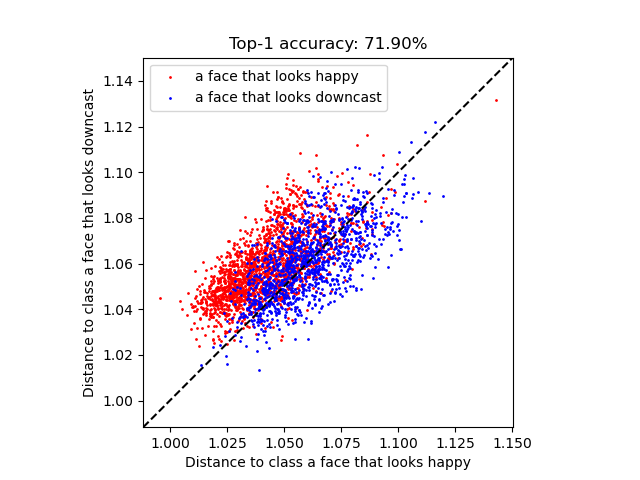 Top-1 accuracy: 71.90%
a face that looks happy
a face that looks downcast
Distance to class a face that looks downcast
1.14
1.12
1.10
1.08
1.06
1.04
1.02
1.00
1.000 1.025 1.050 1.075 1.100 1.125 1.150
Distance to class a face that looks happy